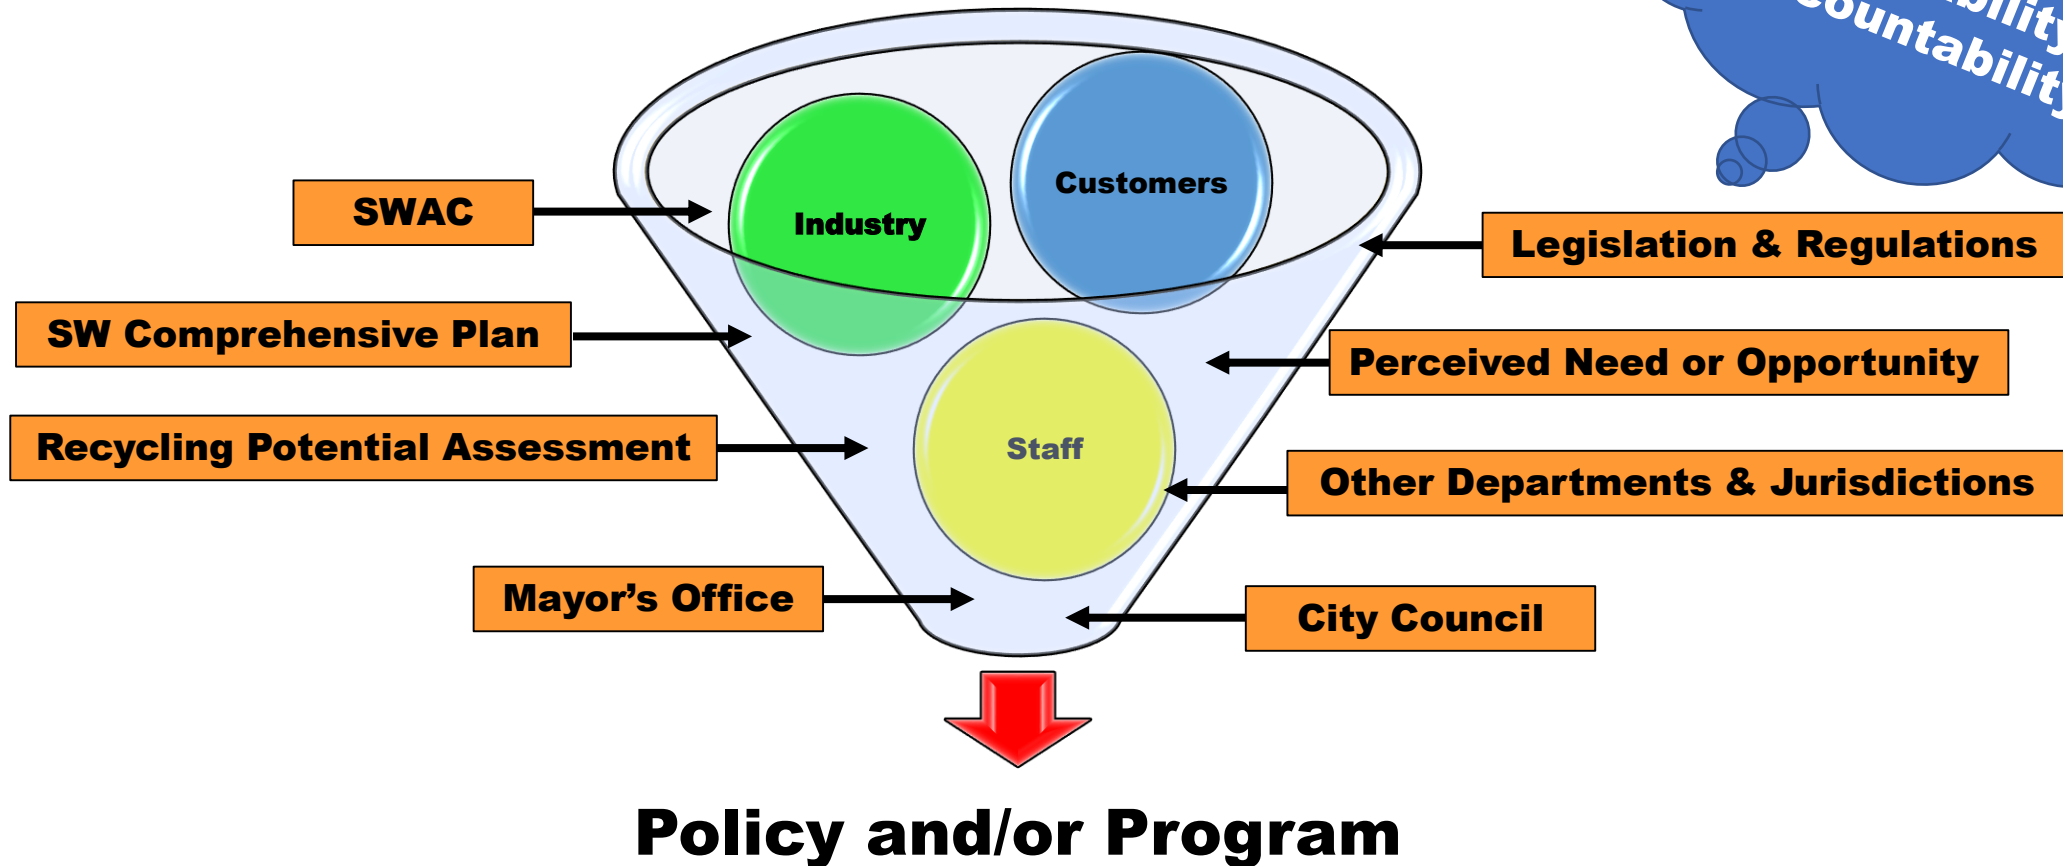 Customers
SWAC
Industry
Legislation & Regulations
SW Comprehensive Plan
Perceived Need or Opportunity
Recycling Potential Assessment
Staff
Other Departments & Jurisdictions
Mayor’s Office
City Council
Policy and/or Program